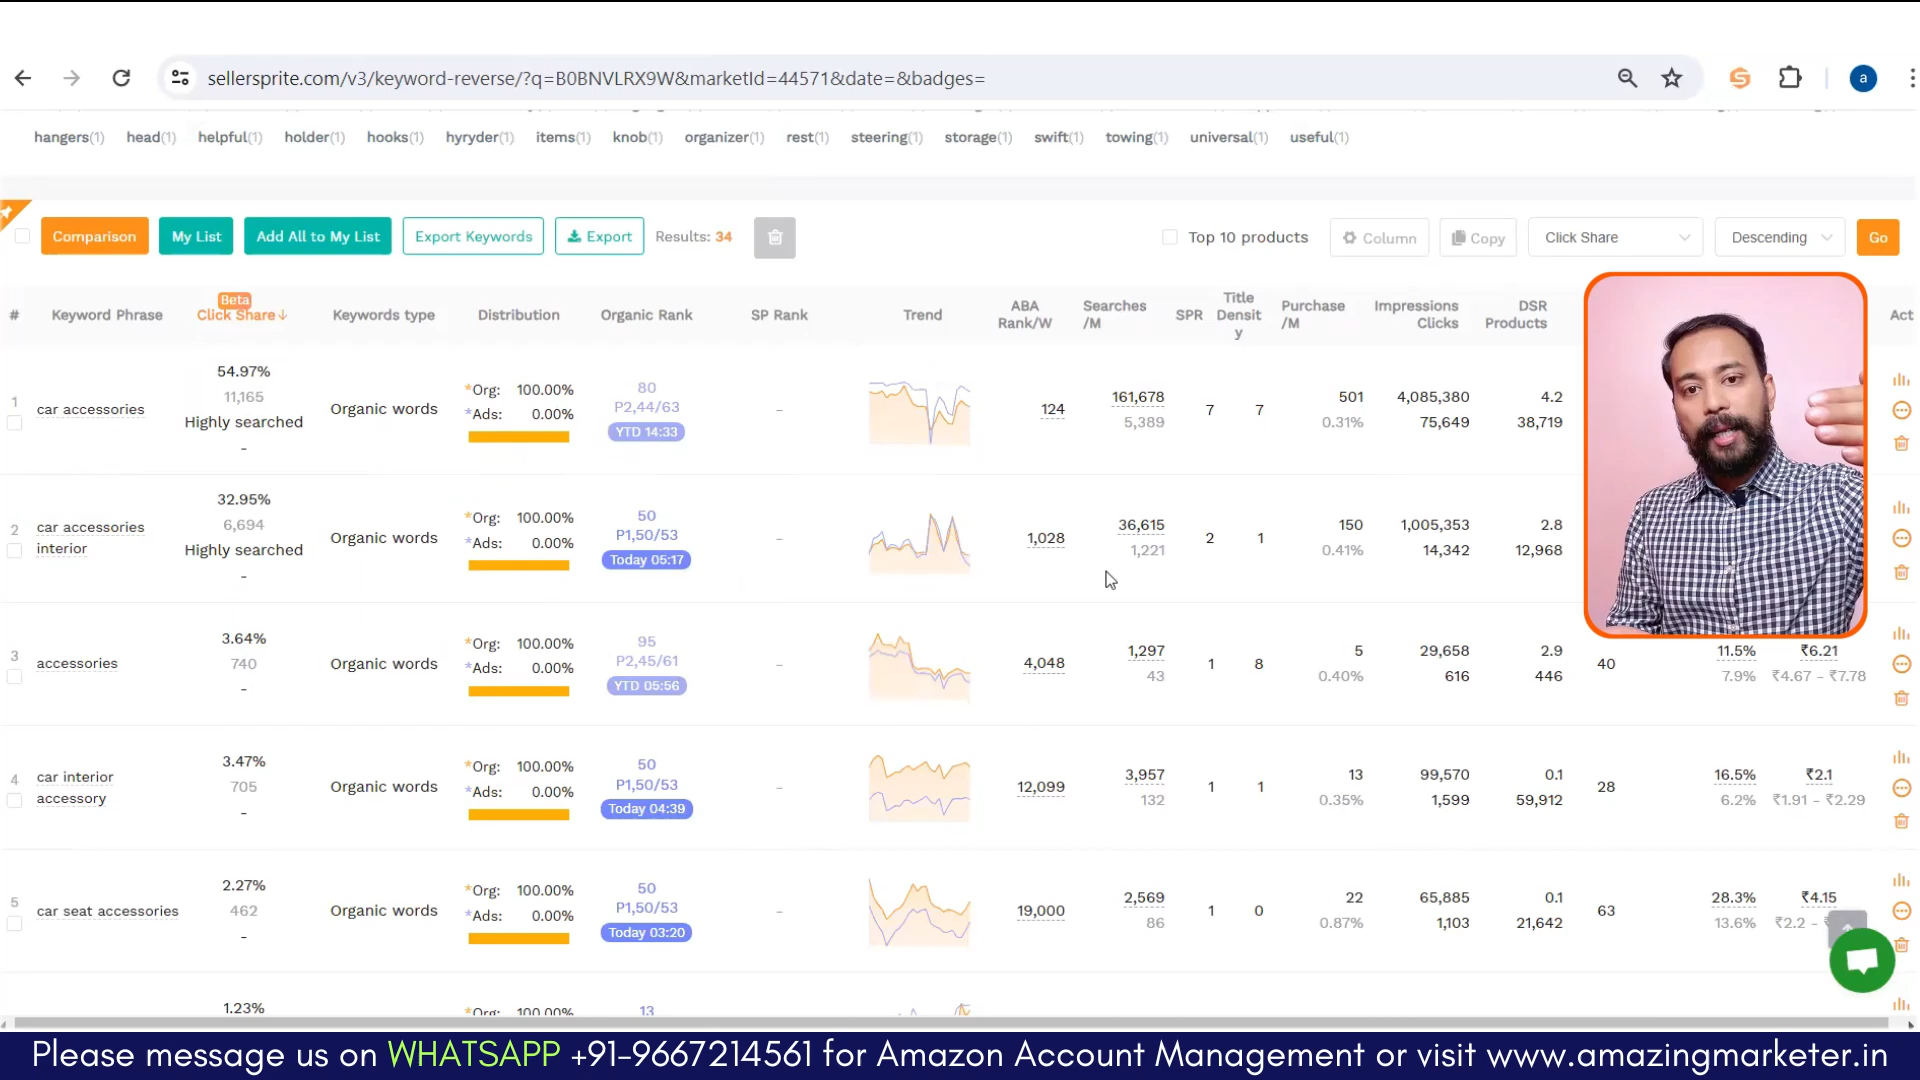 sellersprite.com/v3/keyword-reverse/?q=B0BNVLRX9W&marketId=44571&date=&badges=
a
hangers(1) head(1) helpful(1) holder(1) hooks(1) hyryder(1) items(1) knob(1) organizer(1) rest(1) steering(1) storage(1) swift(1) towing(1) universal(1) useful(1)
Comparison My List Add All to My List Export Keywords Export Results: 34 Top 10 products Column Copy Click Share Descending Go
# Keyword Phrase Beta Click Share↓ Keywords type Distribution Organic Rank SP Rank Trend ABA Rank/W Searches /M SPR Title Densit y Purchase /M Impressions Clicks DSR Products Act
54.97%
1 car accessories 11,165 Organic words *Org: 100.00% 80 – 124 161,678 7 7 501 4,085,380 4.2
Highly searched *Ads: 0.00% P2,44/63 5,389 0.31% 75,649 38,719
- YTD 14:33
32.95%
2 car accessories 6,694 Organic words *Org: 100.00% 50 – 1,028 36,615 2 1 150 1,005,353 2.8
interior Highly searched *Ads: 0.00% P1,50/53 1,221 0.41% 14,342 12,968
- Today 05:17
3.64%
3 accessories 740 Organic words *Org: 100.00% 95 – 4,048 1,297 1 8 5 29,658 2.9 40 11.5% ₹6.21
- *Ads: 0.00% P2,45/61 43 0.40% 616 446 7.9% ₹4.67 – ₹7.78
YTD 05:56
3.47%
4 car interior 705 Organic words *Org: 100.00% 50 – 12,099 3,957 1 1 13 99,570 0.1 28 16.5% ₹2.1
accessory - *Ads: 0.00% P1,50/53 132 0.35% 1,599 59,912 6.2% ₹1.91 – ₹2.29
Today 04:39
2.27%
5 car seat accessories 462 Organic words *Org: 100.00% 50 – 19,000 2,569 1 0 22 65,885 0.1 63 28.3% ₹4.15
- *Ads: 0.00% P1,50/53 86 0.87% 1,103 21,642 13.6% ₹2.2 –
Today 03:20
1.23% *Org: 100.00% 13
Please message us on WHATSAPP +91-9667214561 for Amazon Account Management or visit www.amazingmarketer.in